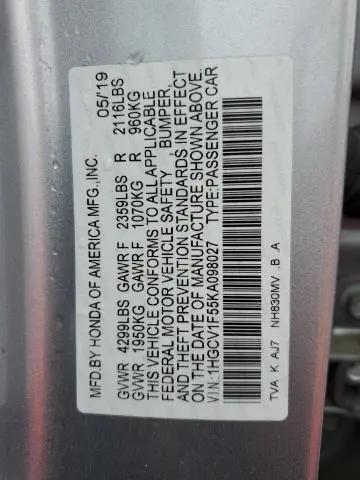 MFD.BY HONDA OF AMERICA MFG.,INC. 05/'19
GVWR 4299LBS GAWR F 2359LBS R 2116LBS
GVWR 1950KG GAWR F 1070KG R 960KG
THIS VEHICLE CONFORMS TO ALL APPLICABLE
FEDERAL MOTOR VEHICLE SAFETY, BUMPER,
AND THEFT PREVENTION STANDARDS IN EFFECT
ON THE DATE OF MANUFACTURE SHOWN ABOVE.
VIN:1HGCV1F55KA098027 TYPE:PASSENGER CAR
TVA K AJ7 NH830MV .B A